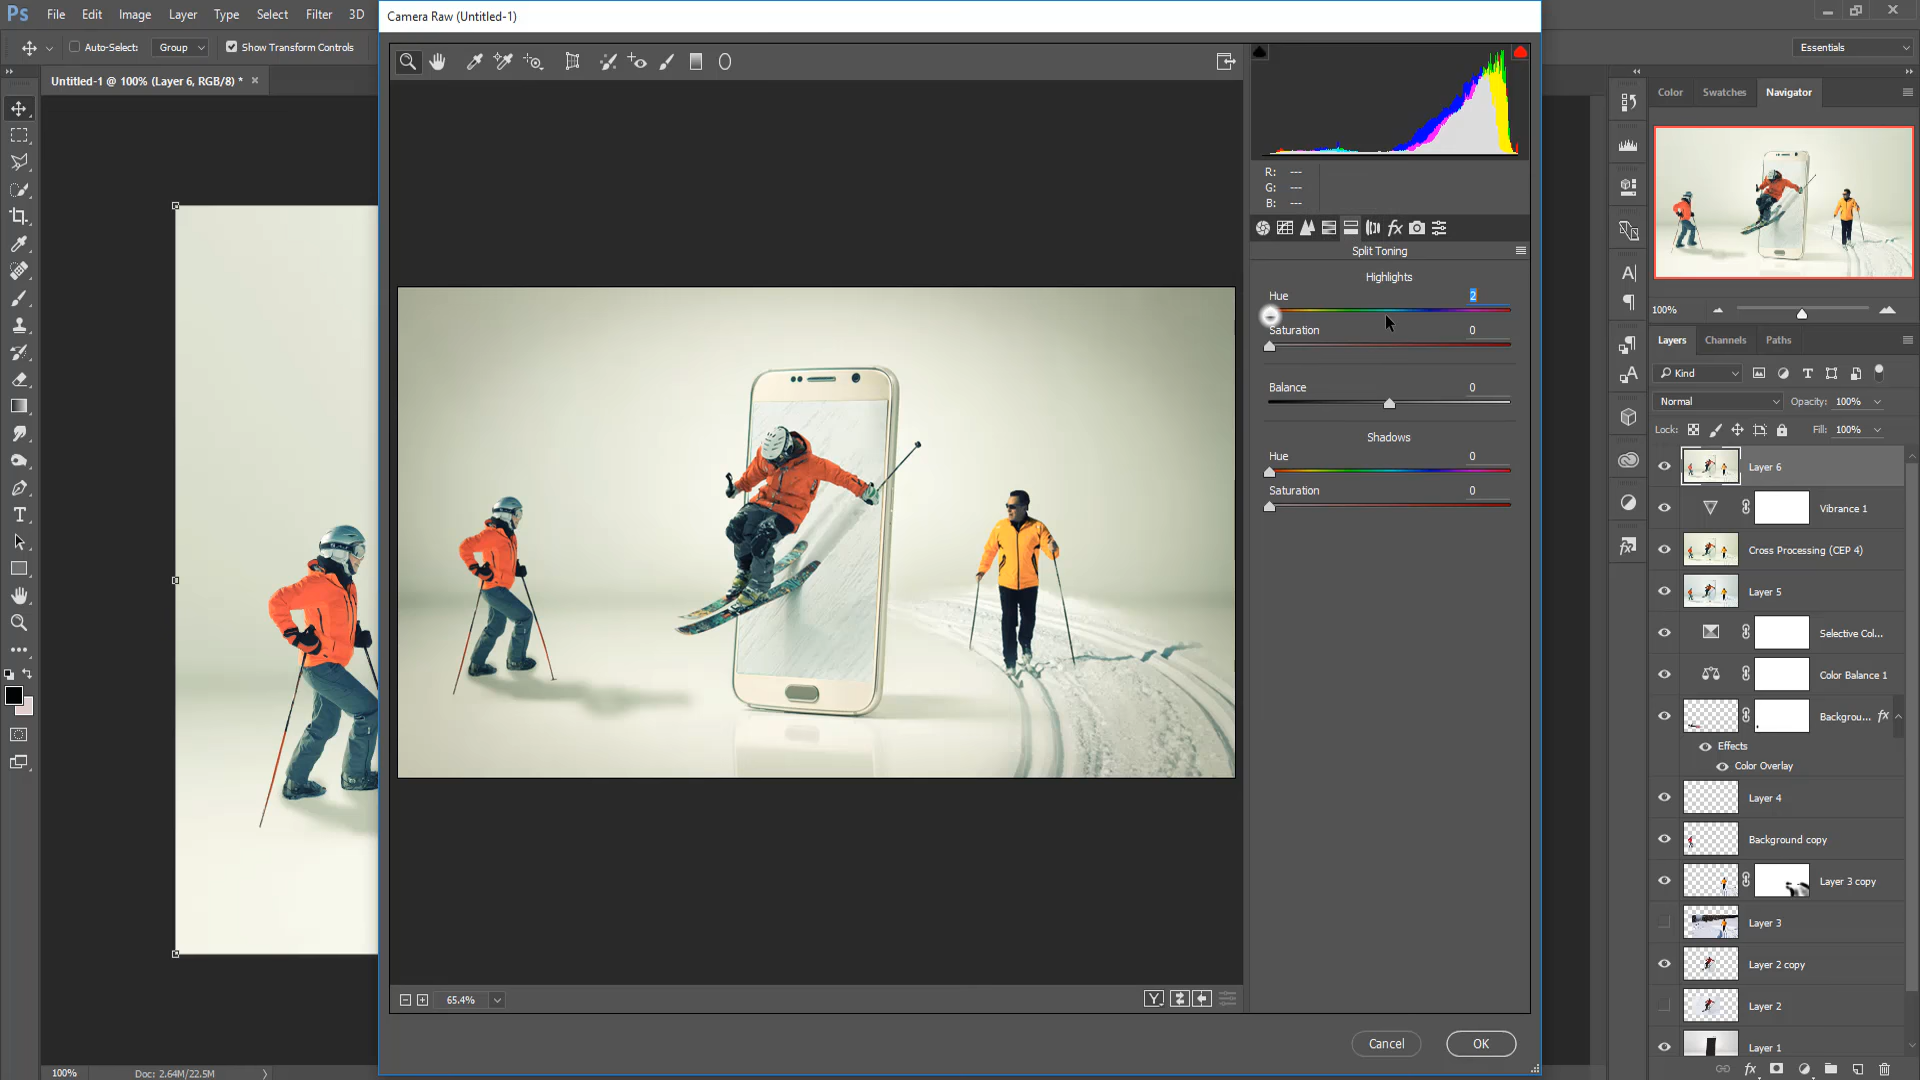 Ps File Edit Image Layer Type Select Filter 3D
Camera Raw (Untitled-1)
Auto-Select: Group Show Transform Controls
Essentials
Untitled-1 @ 100% (Layer 6, RGB/8) *
Color Swatches Navigator
R: ---
G: ---
B: ---
fx
Split Toning
Highlights
Hue 2
Saturation 0
Balance 0
Shadows
Hue 0
Saturation 0
100%
Layers Channels Paths
Kind
Normal Opacity: 100%
Lock: Fill: 100%
Layer 6
Vibrance 1
Cross Processing (CEP 4)
Layer 5
Selective Col...
Color Balance 1
Backgrou... fx
Effects
Color Overlay
Layer 4
Background copy
Layer 3 copy
Layer 3
Layer 2 copy
Layer 2
Layer 1
65.4%
Y
Cancel OK
100% Doc: 2.64M/22.5M
fx